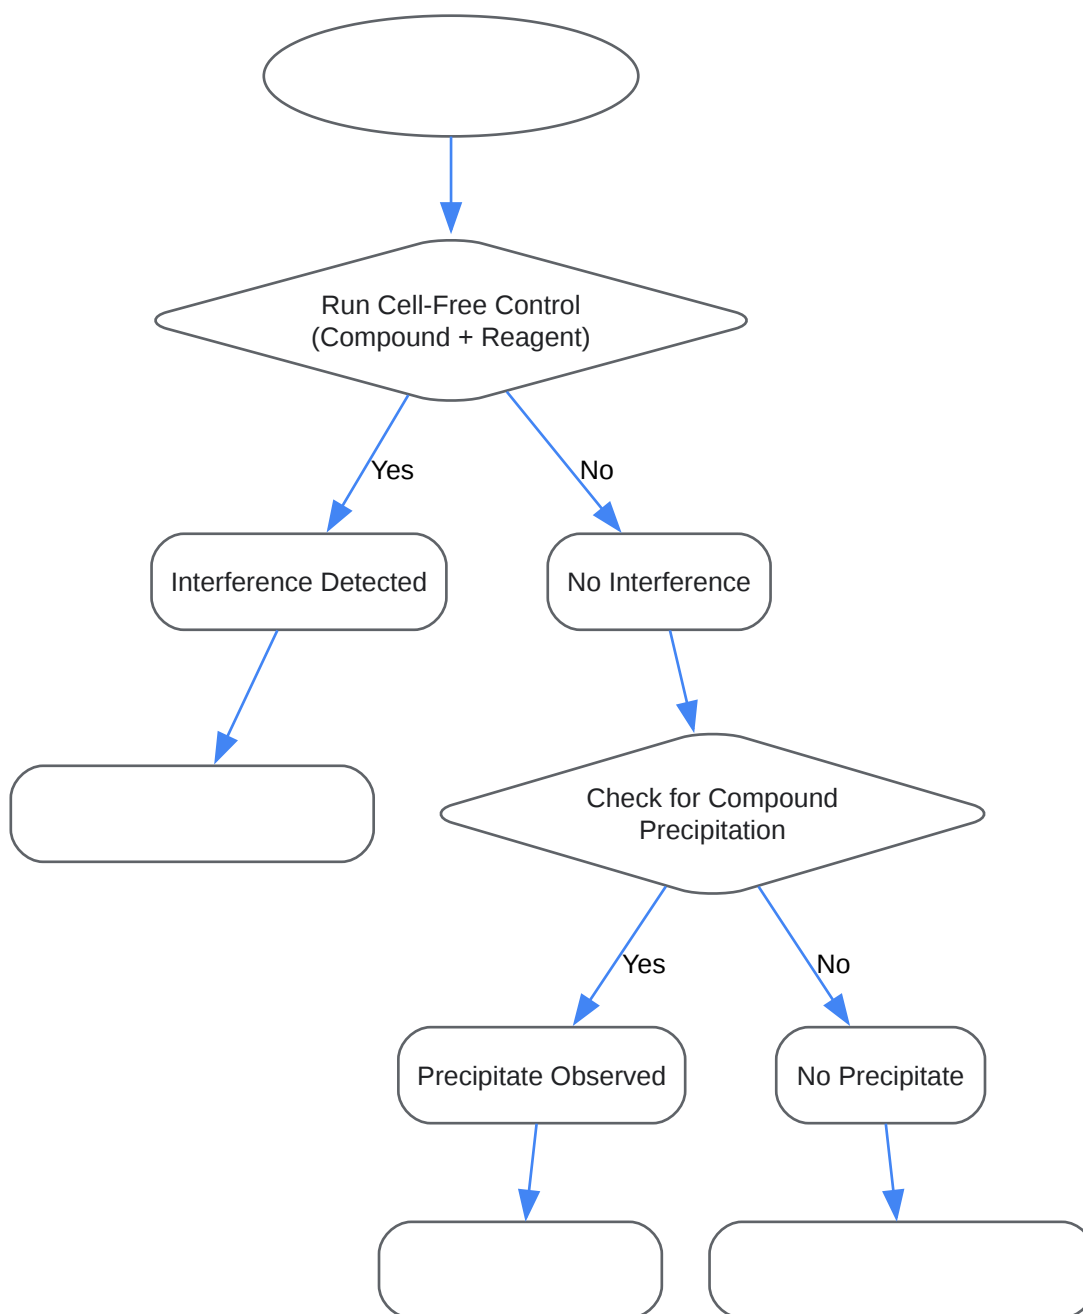 Run Cell-Free Control
(Compound + Reagent)
Yes
No
Interference Detected
No Interference
Check for Compound
Precipitation
Yes
No
Precipitate Observed
No Precipitate